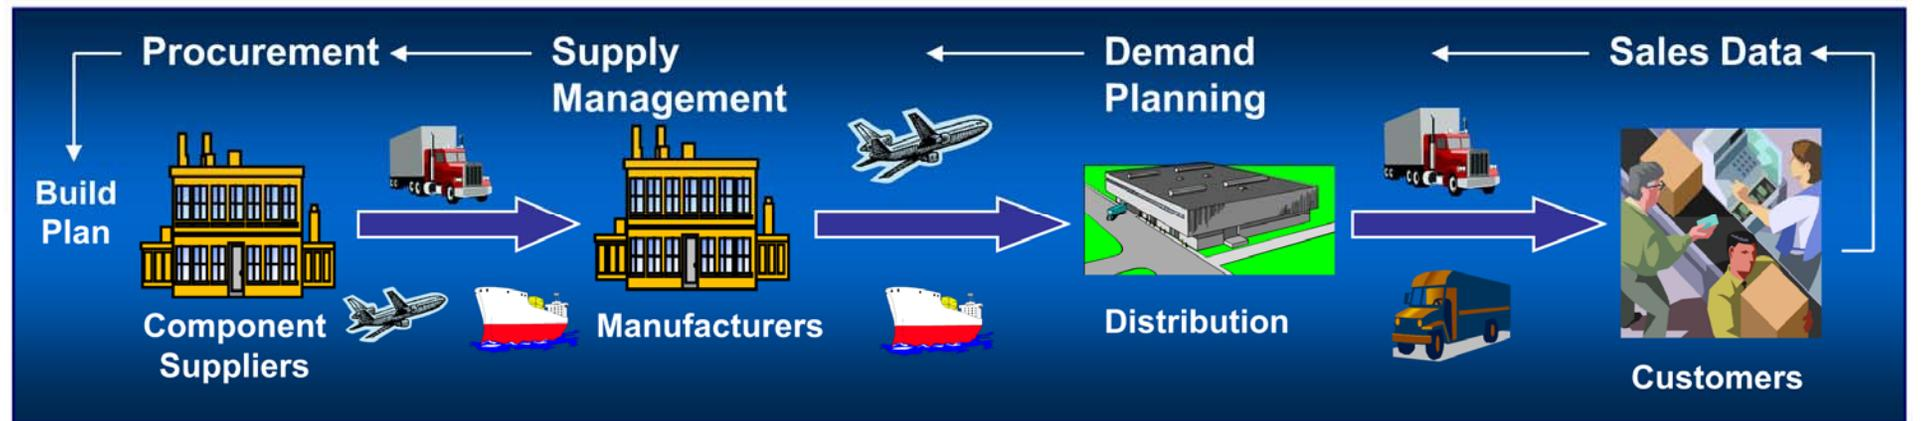 Procurement
Supply
Management
Demand
Planning
Sales Data
Build
Plan
Component
Suppliers
Manufacturers
Distribution
Customers